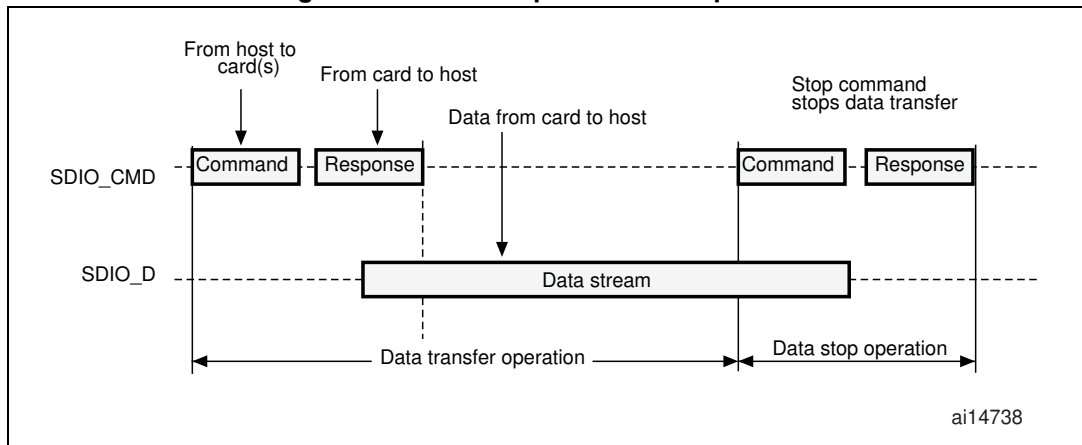 From host to
card(s)
From card to host
Data from card to host
Stop command
stops data transfer
SDIO_CMD
Command
Response
Command
Response
SDIO_D
Data stream
Data transfer operation
Data stop operation
ai14738